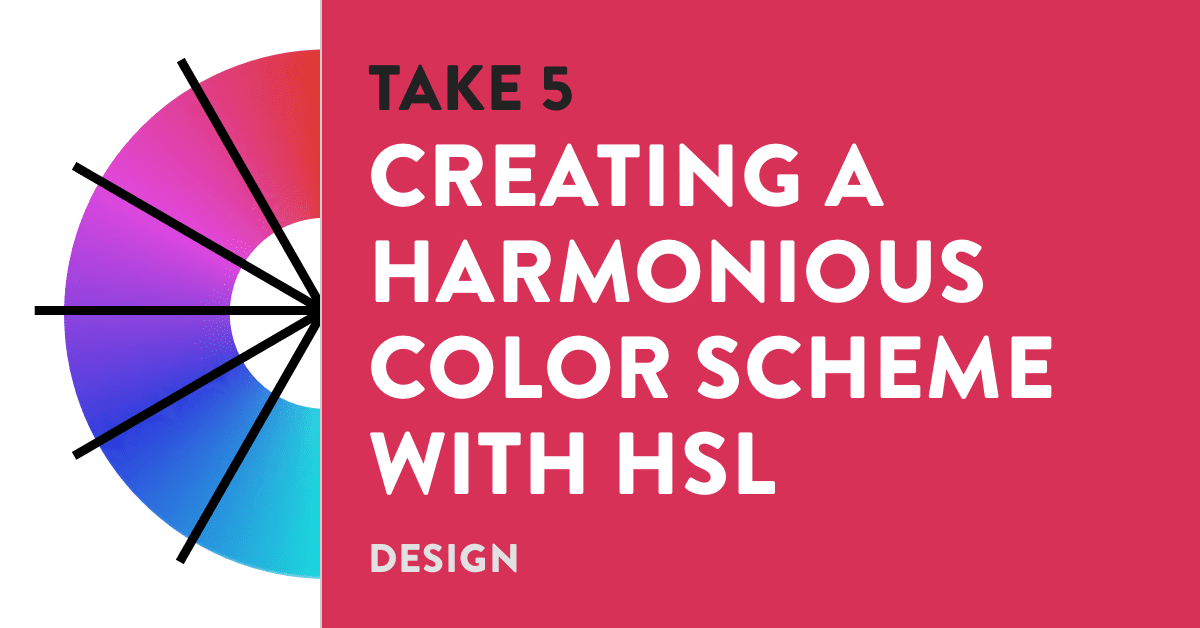 TAKE 5
CREATING A
HARMONIOUS
COLOR SCHEME
WITH HSL
DESIGN